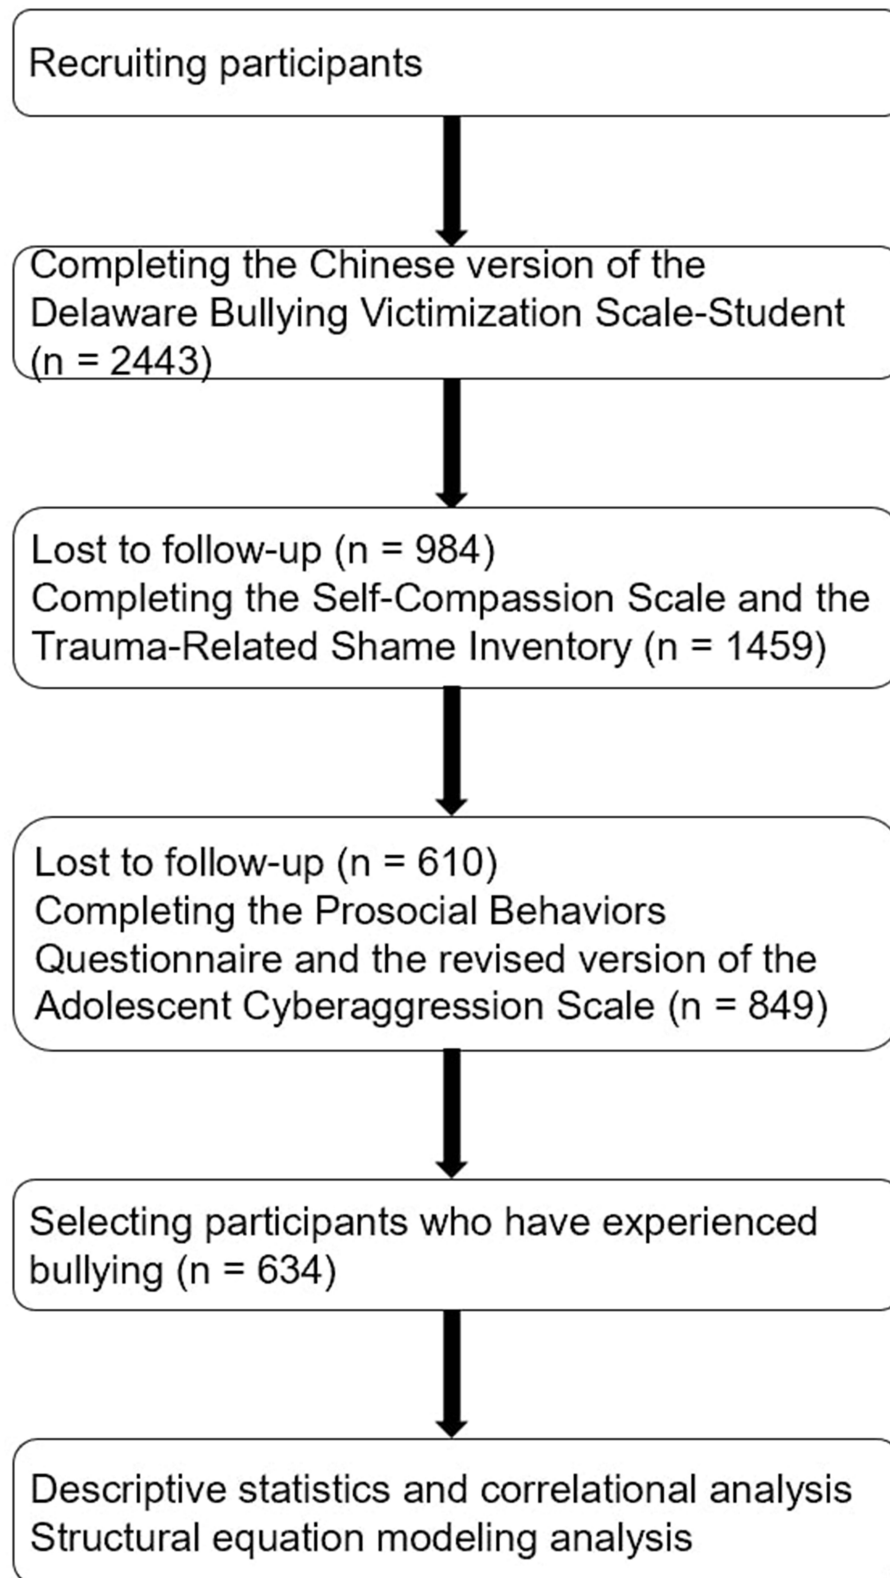 Recruiting participants
Completing the Chinese version of the
Delaware Bullying Victimization Scale-Student
(n = 2443)
Lost to follow-up (n = 984)
Completing the Self-Compassion Scale and the
Trauma-Related Shame Inventory (n = 1459)
Lost to follow-up (n = 610)
Completing the Prosocial Behaviors
Questionnaire and the revised version of the
Adolescent Cyberaggression Scale (n = 849)
Selecting participants who have experienced
bullying (n = 634)
Descriptive statistics and correlational analysis
Structural equation modeling analysis